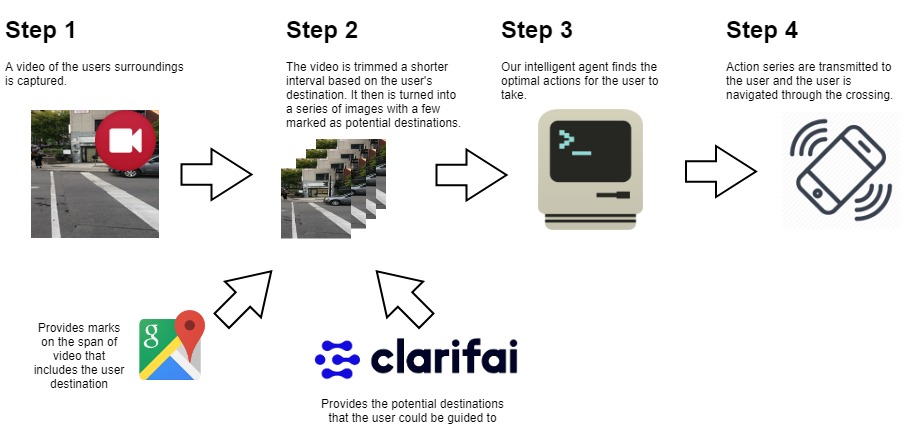 Step 1
A video of the users surroundings
is captured.
Step 2
The video is trimmed a shorter
interval based on the user's
destination. It then is turned into
a series of images with a few
marked as potential destinations.
Step 3
Our intelligent agent finds the
optimal actions for the user to
take.
>_
Step 4
Action series are transmitted to
the user and the user is
navigated through the crossing.
Provides marks
on the span of
video that
includes the user
destination
g
clarifai
Provides the potential destinations
that the user could be guided to